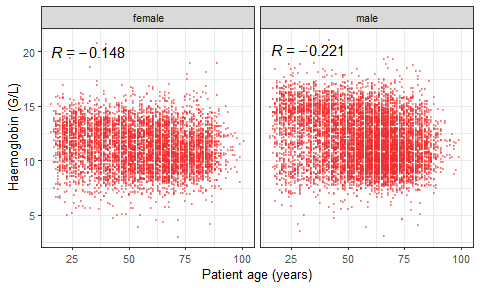 female
male
R = −0.148
R = −0.221
20
15
10
5
Haemoglobin (G/L)
25 50 75 100
25 50 75 100
Patient age (years)